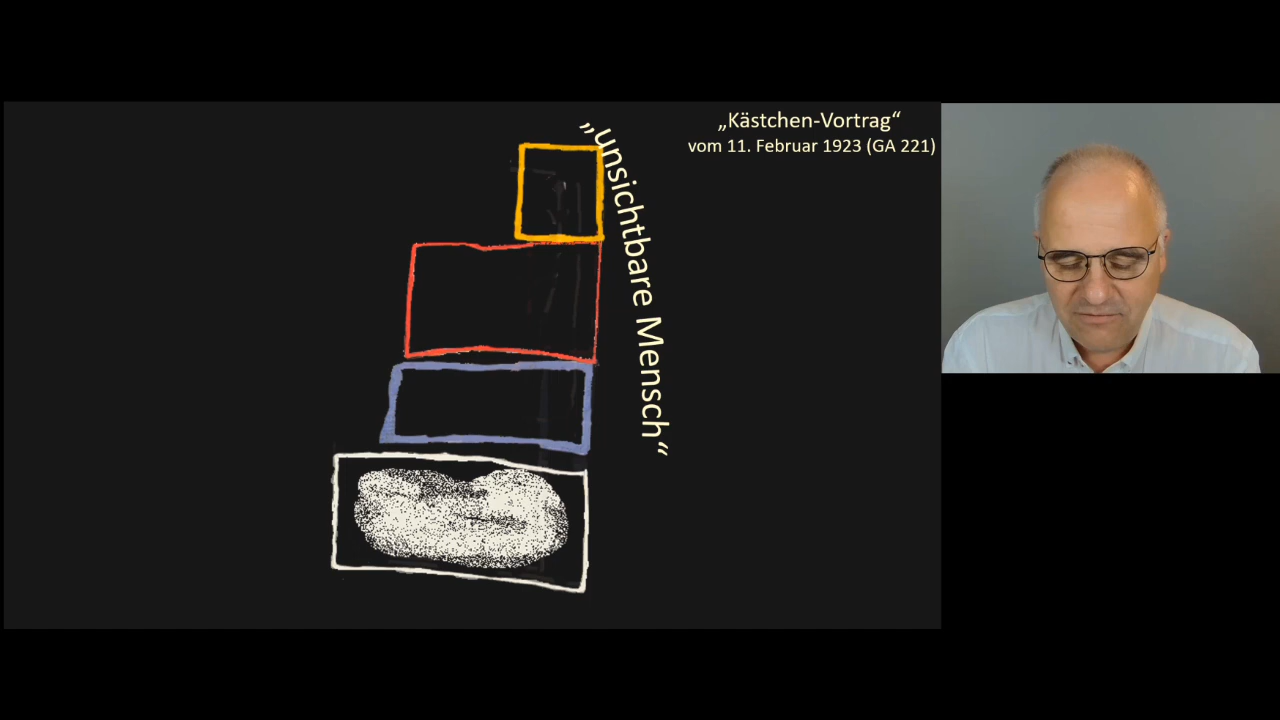 „Kästchen-Vortrag“
vom 11. Februar 1923 (GA 221)
„unsichtbare Mensch“